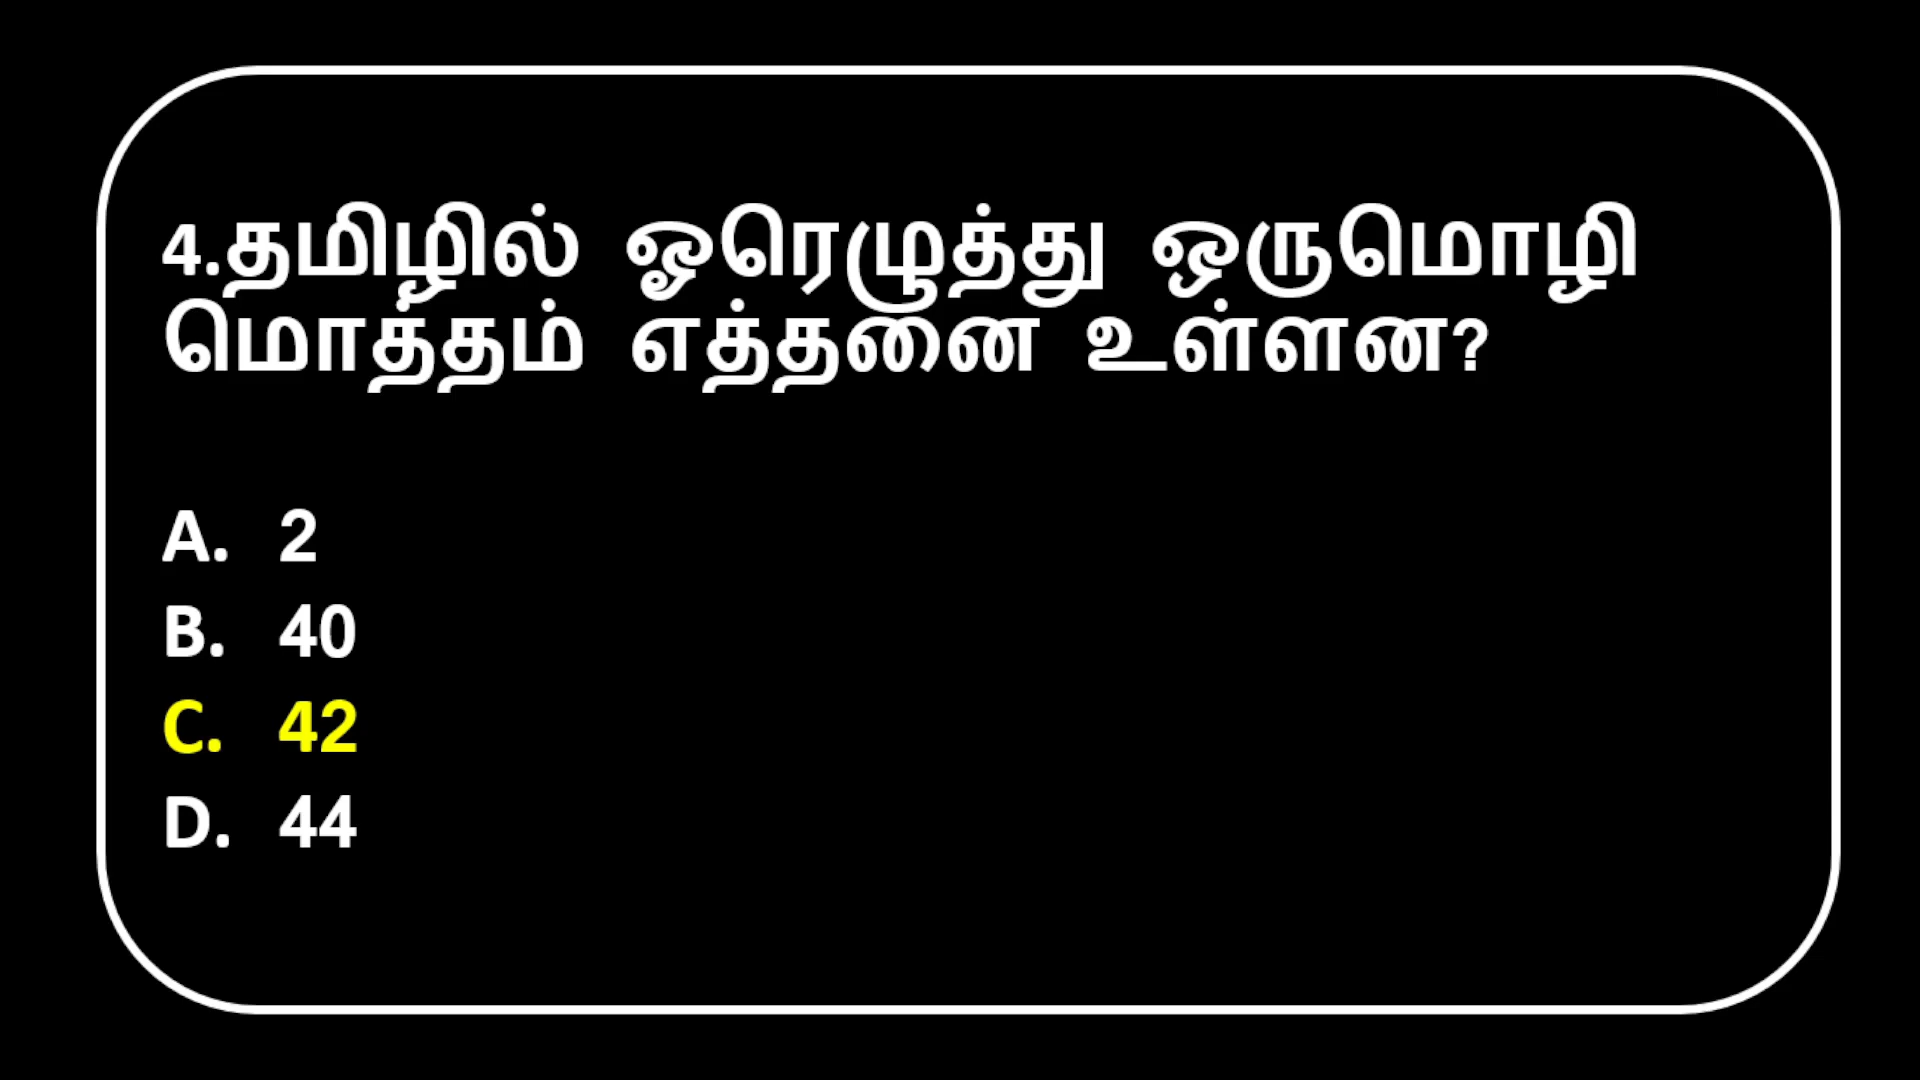 4.தமிழில் ஓரெழுத்து ஒருமொழி
மொத்தம் எத்தனை உள்ளன?
A. 2
B. 40
C. 42
D. 44